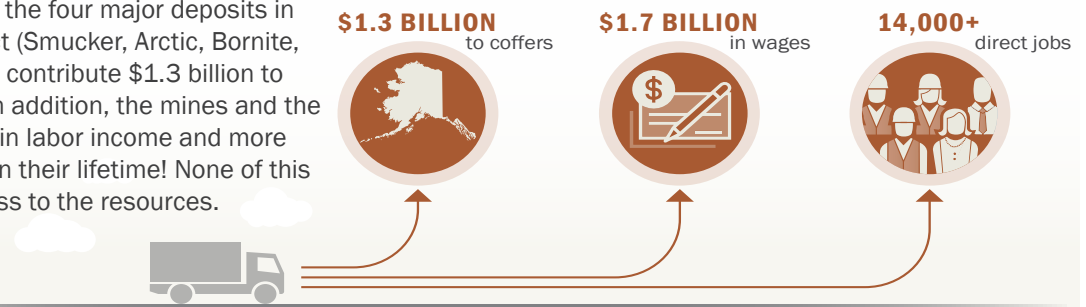 the four major deposits in
t (Smucker, Arctic, Bornite,
contribute $1.3 billion to
n addition, the mines and the
in labor income and more
n their lifetime! None of this
ss to the resources.
$1.3 BILLION
to coffers
$1.7 BILLION
in wages
$
14,000+
direct jobs